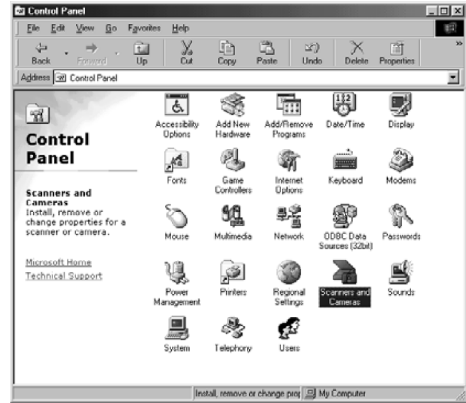 Control Panel
File Edit View Go Favorites Help
Back Forward Up Cut Copy Paste Undo Delete Properties »
Address Control Panel
Control
Panel
Scanners and
Cameras
Install, remove or
change properties for a
scanner or camera.
Microsoft Home
Technical Support
Accessibility
Options
Add New
Hardware
Add/Remove
Programs
Date/Time
Display
Fonts
Game
Controllers
Internet
Options
Keyboard
Modems
Mouse
Multimedia
Network
ODBC Data
Sources (32bit)
Passwords
Power
Management
Printers
Regional
Settings
Scanners and
Cameras
Sounds
System
Telephony
Users
Install, remove or change prop My Computer